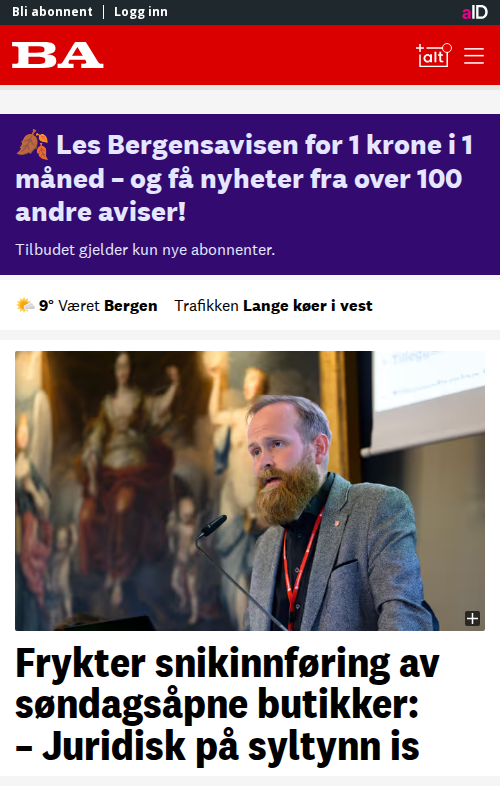 Bli abonnent | Logg inn
aID
BA
alt
Les Bergensavisen for 1 krone i 1
måned – og få nyheter fra over 100
andre aviser!
Tilbudet gjelder kun nye abonnenter.
9° Været Bergen Trafikken Lange køer i vest
Frykter snikinnføring av
søndagsåpne butikker:
– Juridisk på syltynn is